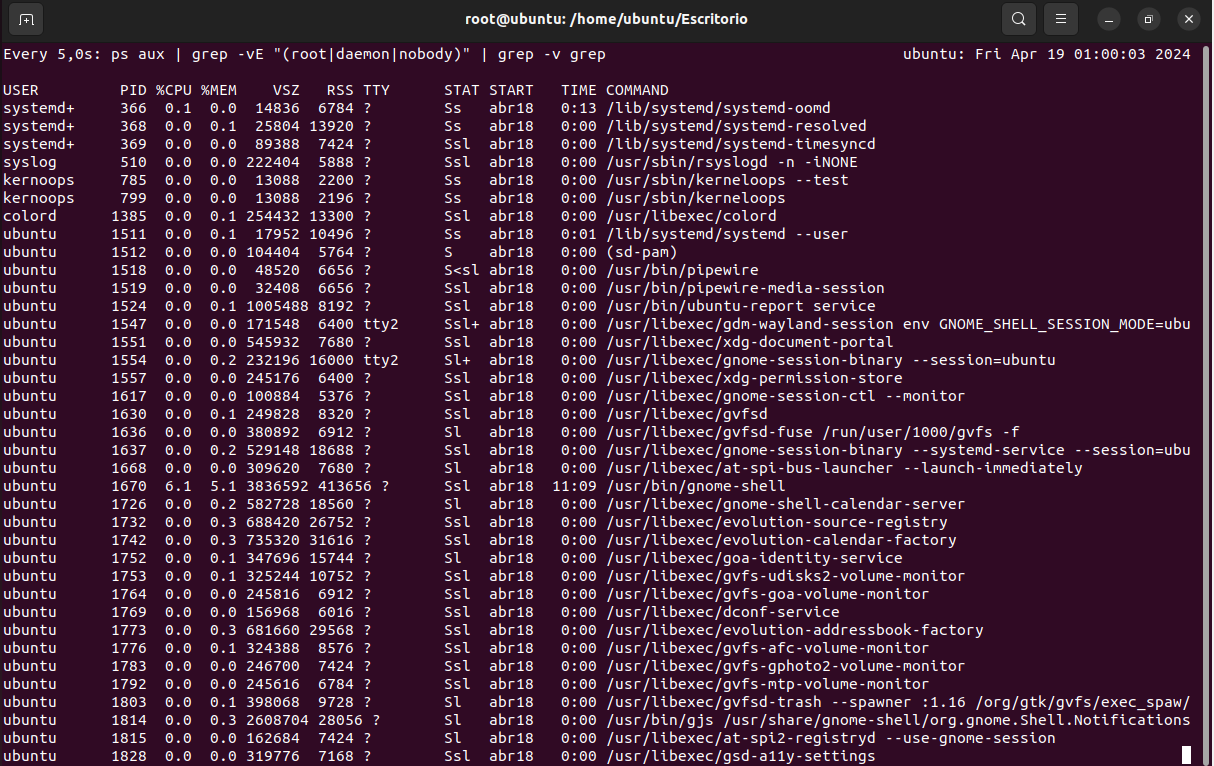 root@ubuntu: /home/ubuntu/Escritorio
Every 5,0s: ps aux | grep -vE "(root|daemon|nobody)" | grep -v grep ubuntu: Fri Apr 19 01:00:03 2024
USER PID %CPU %MEM VSZ RSS TTY STAT START TIME COMMAND
systemd+ 366 0.1 0.0 14836 6784 ? Ss abr18 0:13 /lib/systemd/systemd-oomd
systemd+ 368 0.0 0.1 25804 13920 ? Ss abr18 0:00 /lib/systemd/systemd-resolved
systemd+ 369 0.0 0.0 89388 7424 ? Ssl abr18 0:00 /lib/systemd/systemd-timesyncd
syslog 510 0.0 0.0 222404 5888 ? Ssl abr18 0:00 /usr/sbin/rsyslogd -n -iNONE
kernoops 785 0.0 0.0 13088 2200 ? Ss abr18 0:00 /usr/sbin/kerneloops --test
kernoops 799 0.0 0.0 13088 2196 ? Ss abr18 0:00 /usr/sbin/kerneloops
colord 1385 0.0 0.1 254432 13300 ? Ssl abr18 0:00 /usr/libexec/colord
ubuntu 1511 0.0 0.1 17952 10496 ? Ss abr18 0:01 /lib/systemd/systemd --user
ubuntu 1512 0.0 0.0 104404 5764 ? S abr18 0:00 (sd-pam)
ubuntu 1518 0.0 0.0 48520 6656 ? S<sl abr18 0:00 /usr/bin/pipewire
ubuntu 1519 0.0 0.0 32408 6656 ? Ssl abr18 0:00 /usr/bin/pipewire-media-session
ubuntu 1524 0.0 0.1 1005488 8192 ? Ssl abr18 0:00 /usr/bin/ubuntu-report service
ubuntu 1547 0.0 0.0 171548 6400 tty2 Ssl+ abr18 0:00 /usr/libexec/gdm-wayland-session env GNOME_SHELL_SESSION_MODE=ubu
ubuntu 1551 0.0 0.0 545932 7680 ? Ssl abr18 0:00 /usr/libexec/xdg-document-portal
ubuntu 1554 0.0 0.2 232196 16000 tty2 Sl+ abr18 0:00 /usr/libexec/gnome-session-binary --session=ubuntu
ubuntu 1557 0.0 0.0 245176 6400 ? Ssl abr18 0:00 /usr/libexec/xdg-permission-store
ubuntu 1617 0.0 0.0 100884 5376 ? Ssl abr18 0:00 /usr/libexec/gnome-session-ctl --monitor
ubuntu 1630 0.0 0.1 249828 8320 ? Ssl abr18 0:00 /usr/libexec/gvfsd
ubuntu 1636 0.0 0.0 380892 6912 ? Sl abr18 0:00 /usr/libexec/gvfsd-fuse /run/user/1000/gvfs -f
ubuntu 1637 0.0 0.2 529148 18688 ? Ssl abr18 0:00 /usr/libexec/gnome-session-binary --systemd-service --session=ubu
ubuntu 1668 0.0 0.0 309620 7680 ? Sl abr18 0:00 /usr/libexec/at-spi-bus-launcher --launch-immediately
ubuntu 1670 6.1 5.1 3836592 413656 ? Ssl abr18 11:09 /usr/bin/gnome-shell
ubuntu 1726 0.0 0.2 582728 18560 ? Sl abr18 0:00 /usr/libexec/gnome-shell-calendar-server
ubuntu 1732 0.0 0.3 688420 26752 ? Ssl abr18 0:00 /usr/libexec/evolution-source-registry
ubuntu 1742 0.0 0.3 735320 31616 ? Ssl abr18 0:00 /usr/libexec/evolution-calendar-factory
ubuntu 1752 0.0 0.1 347696 15744 ? Sl abr18 0:00 /usr/libexec/goa-identity-service
ubuntu 1753 0.0 0.1 325244 10752 ? Ssl abr18 0:00 /usr/libexec/gvfs-udisks2-volume-monitor
ubuntu 1764 0.0 0.0 245816 6912 ? Ssl abr18 0:00 /usr/libexec/gvfs-goa-volume-monitor
ubuntu 1769 0.0 0.0 156968 6016 ? Ssl abr18 0:00 /usr/libexec/dconf-service
ubuntu 1773 0.0 0.3 681660 29568 ? Ssl abr18 0:00 /usr/libexec/evolution-addressbook-factory
ubuntu 1776 0.0 0.1 324388 8576 ? Ssl abr18 0:00 /usr/libexec/gvfs-afc-volume-monitor
ubuntu 1783 0.0 0.0 246700 7424 ? Ssl abr18 0:00 /usr/libexec/gvfs-gphoto2-volume-monitor
ubuntu 1792 0.0 0.0 245616 6784 ? Ssl abr18 0:00 /usr/libexec/gvfs-mtp-volume-monitor
ubuntu 1803 0.0 0.1 398068 9728 ? Sl abr18 0:00 /usr/libexec/gvfsd-trash --spawner :1.16 /org/gtk/gvfs/exec_spaw/
ubuntu 1814 0.0 0.3 2608704 28056 ? Sl abr18 0:00 /usr/bin/gjs /usr/share/gnome-shell/org.gnome.Shell.Notifications
ubuntu 1815 0.0 0.0 162684 7424 ? Sl abr18 0:00 /usr/libexec/at-spi2-registryd --use-gnome-session
ubuntu 1828 0.0 0.0 319776 7168 ? Ssl abr18 0:00 /usr/libexec/gsd-a11y-settings